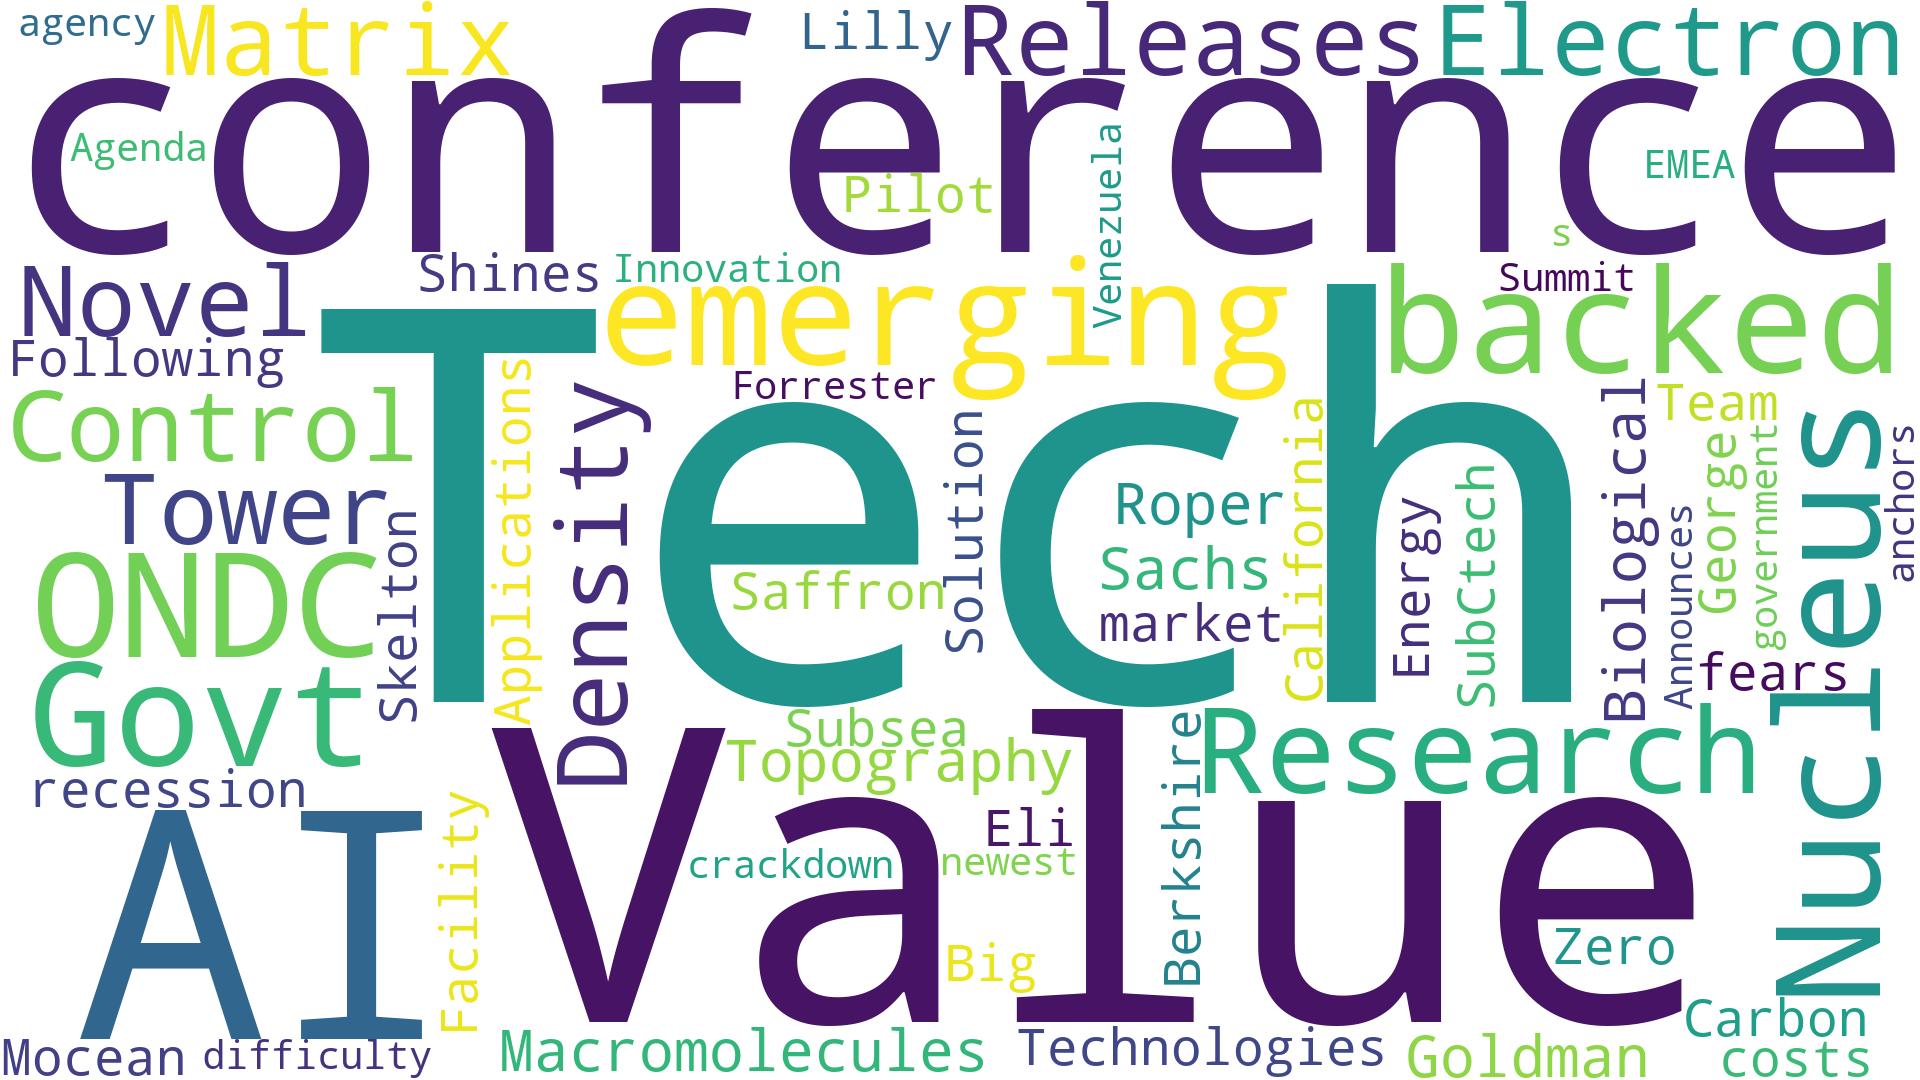 agency
Matrix
Lilly
Releases
Electron
conference
Agenda
Pilot
Venezuela
EMEA
s
Novel
Shines
Innovation
emerging
Summit
backed
Following
Tech
Forrester
Control
Applications
Density
Solution
California
Biological
Team
George
government
anchors
Nucleus
Tower
Skelton
Roper
Energy
SubCtech
Announces
ONDC
Saffron
Sachs
market
Govt
fears
Subsea
Topography
Berkshire
Research
recession
AI
Facility
Value
Eli
crackdown
newest
Big
Zero
Carbon
Mocean
difficulty
Macromolecules
Technologies
Goldman
costs